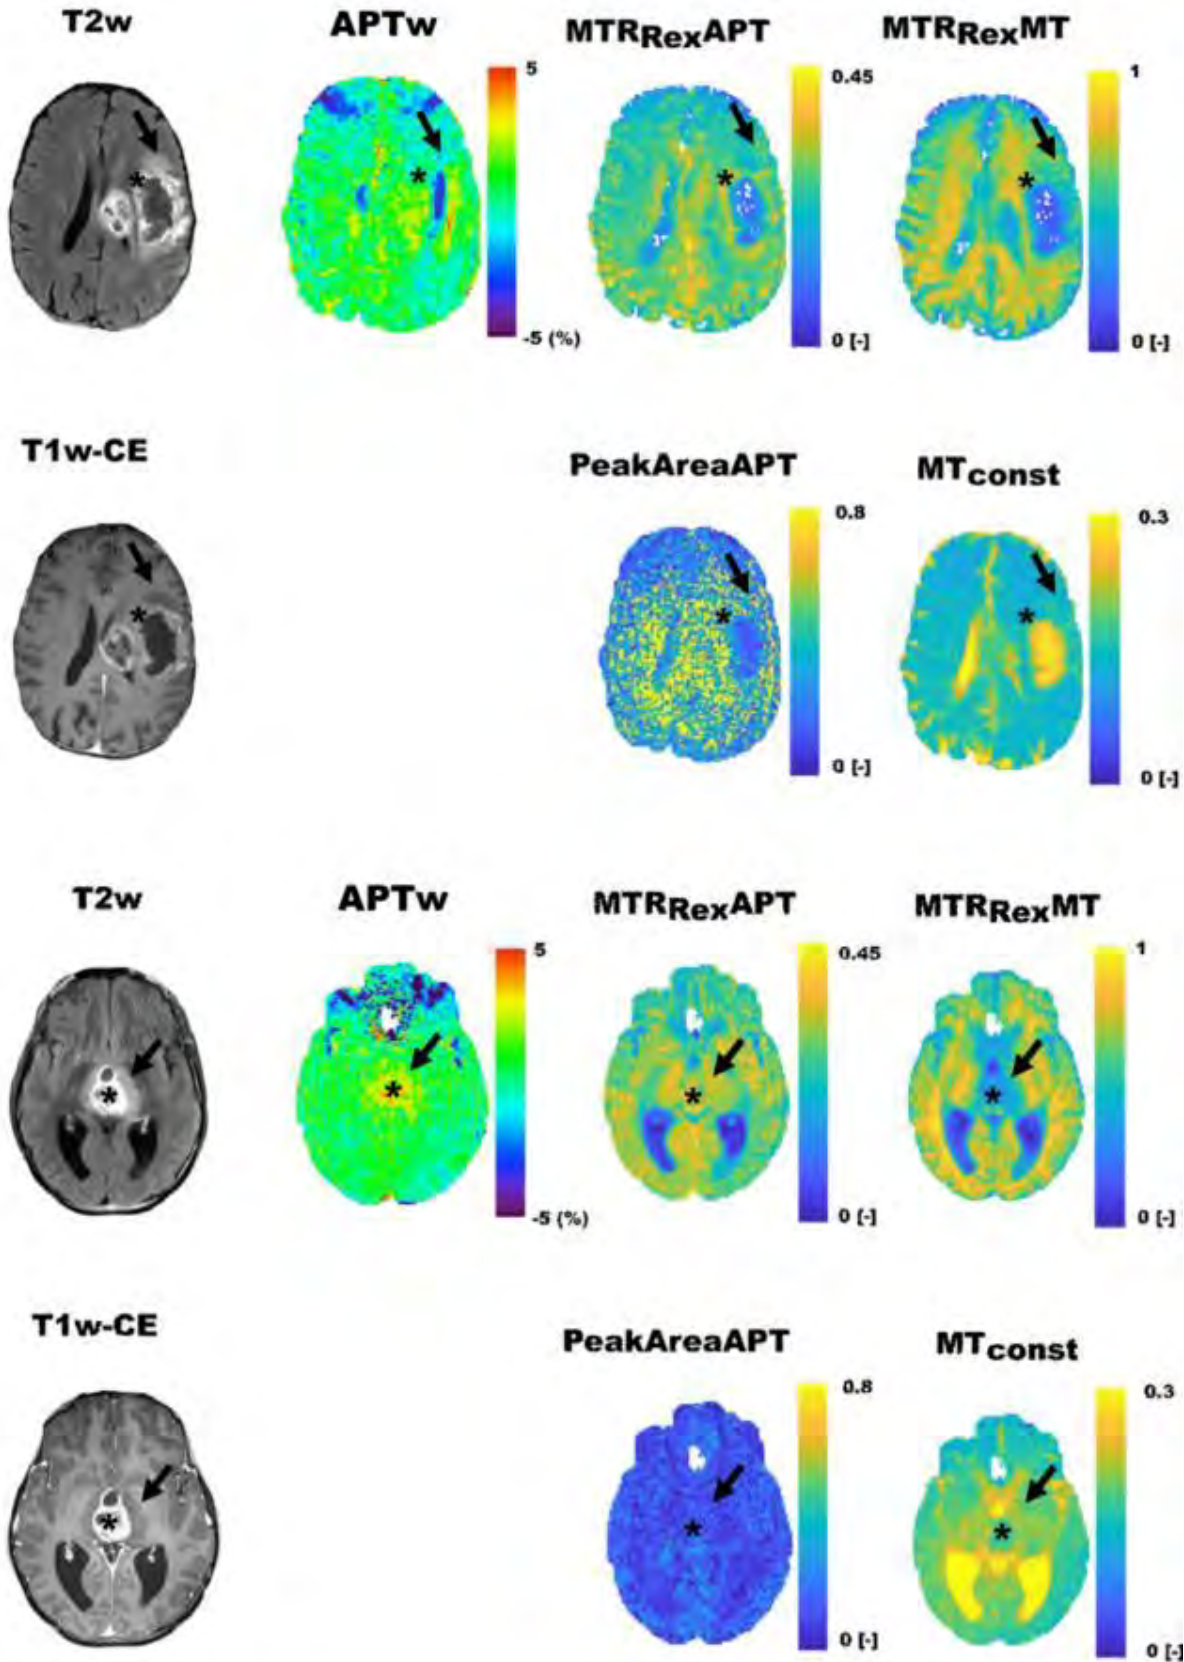 T2w APTw MTRRexAPT MTRRexMT
5 0.45 1
* * * *
-5 (%) 0 [-] 0 [-]
T1w-CE PeakAreaAPT MTconst
0.8 0.3
* * *
0 [-] 0 [-]
T2w APTw MTRRexAPT MTRRexMT
5 0.45 1
* * * *
-5 (%) 0 [-] 0 [-]
T1w-CE PeakAreaAPT MTconst
0.8 0.3
* * *
0 [-] 0 [-]